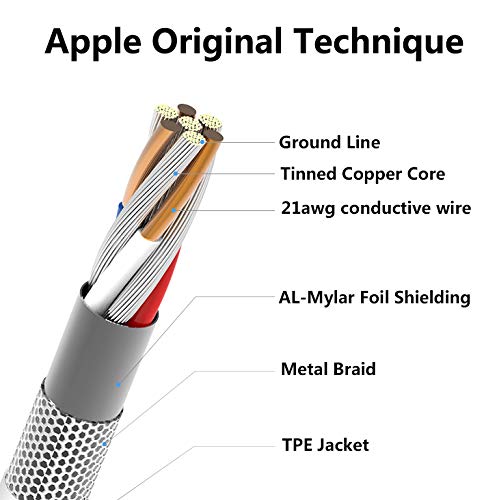 Apple Original Technique
Ground Line
Tinned Copper Core
21awg conductive wire
AL-Mylar Foil Shielding
Metal Braid
TPE Jacket